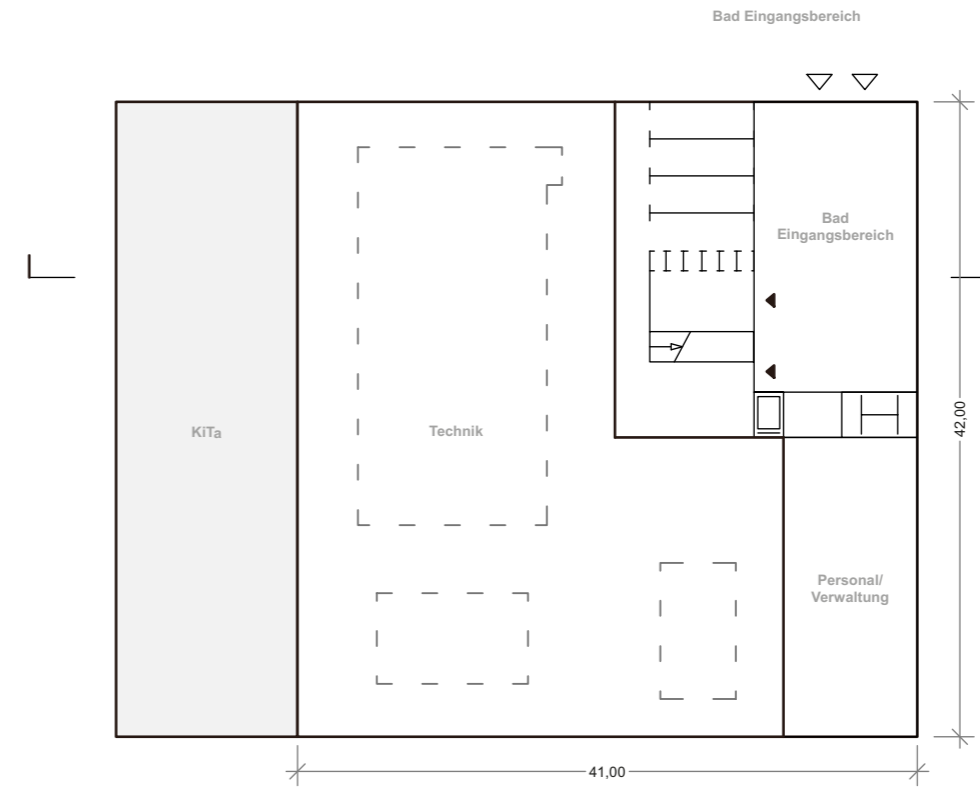 Bad Eingangsbereich
Bad
Eingangsbereich
42,00
KiTa
Technik
Personal/
Verwaltung
41,00